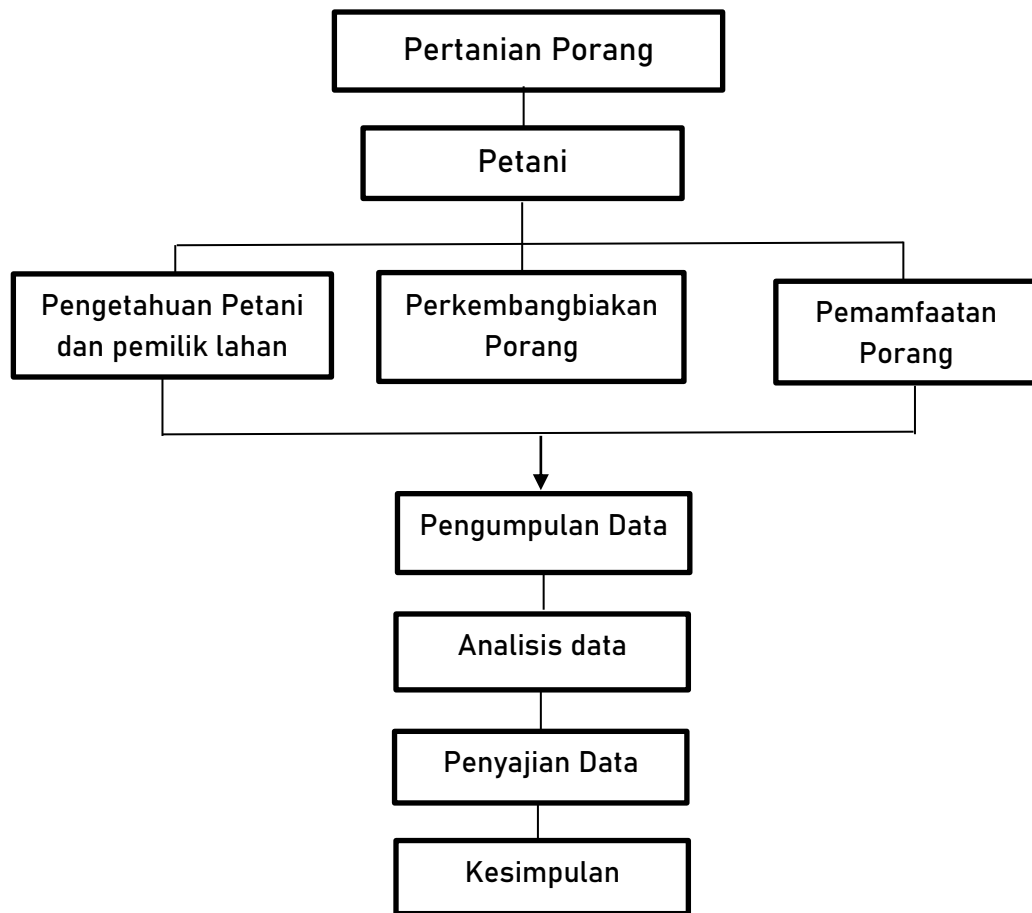 Pertanian Porang
Petani
Pengetahuan Petani
dan pemilik lahan
Perkembangbiakan
Porang
Pemamfaatan
Porang
Pengumpulan Data
Analisis data
Penyajian Data
Kesimpulan